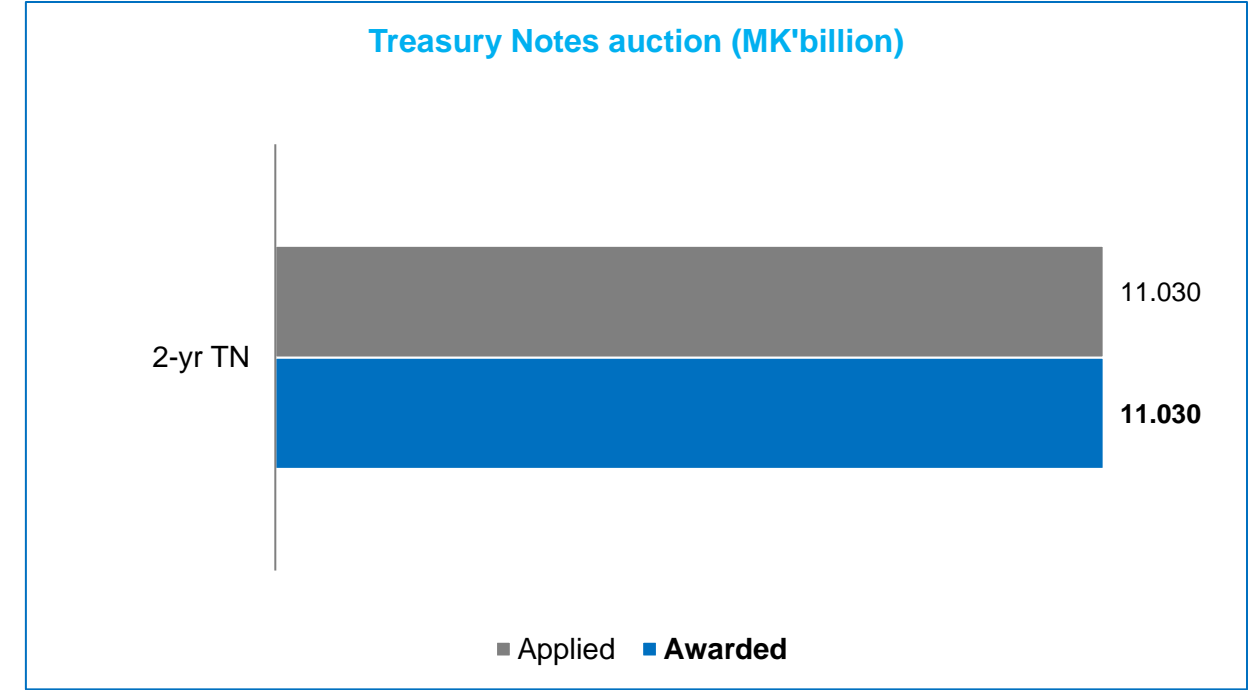 Treasury Notes auction (MK'billion)
11.030
2-yr TN
11.030
Applied Awarded